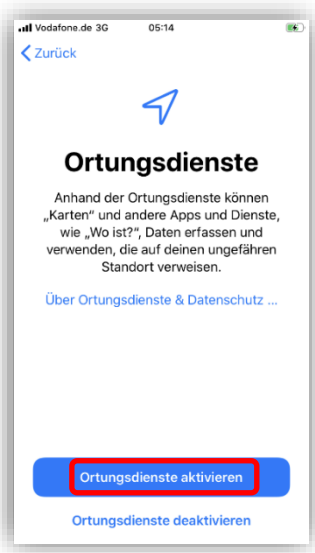 Vodafone.de 3G 05:14
Zurück
Ortungsdienste
Anhand der Ortungsdienste können
„Karten“ und andere Apps und Dienste,
wie „Wo ist?“, Daten erfassen und
verwenden, die auf deinen ungefähren
Standort verweisen.
Über Ortungsdienste & Datenschutz ...
Ortungsdienste aktivieren
Ortungsdienste deaktivieren